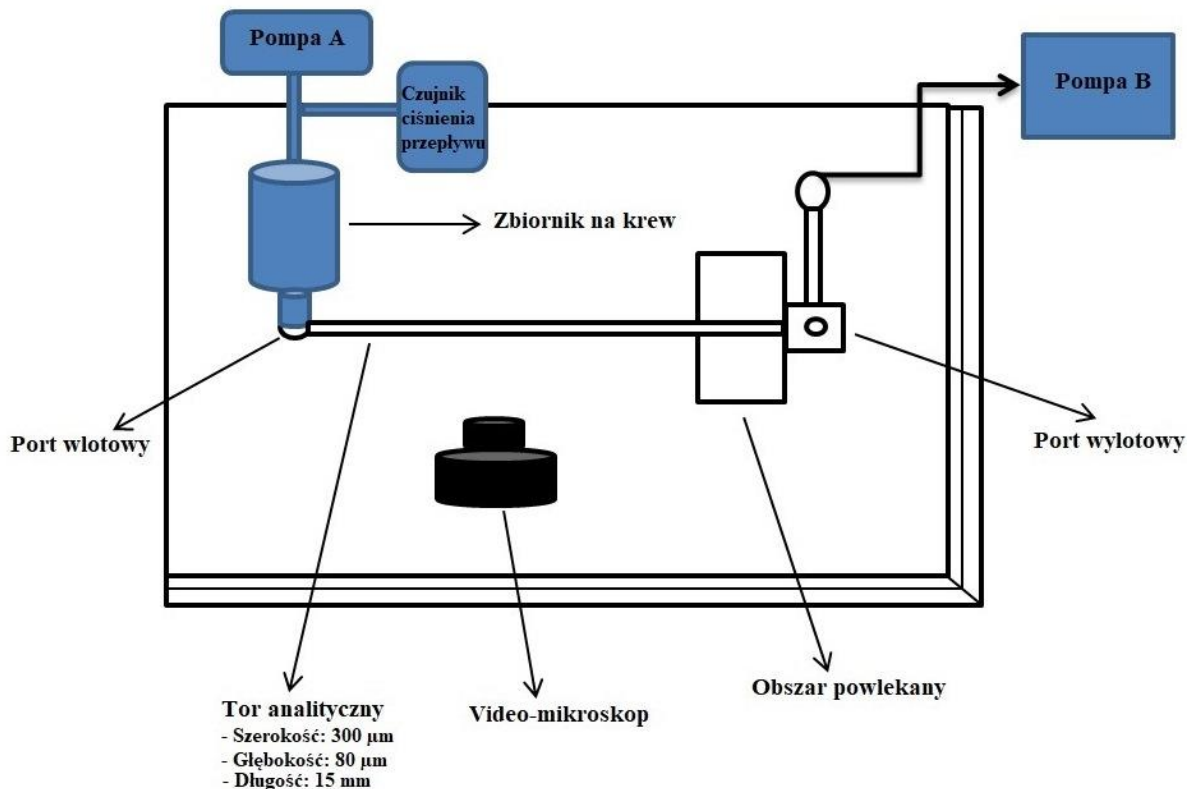 Pompa A
Czujnik
ciśnienia
przepływu
Pompa B
Zbiornik na krew
Port wlotowy
Port wylotowy
Obszar powlekany
Tor analityczny
- Szerokość: 300 µm
- Głębokość: 80 µm
- Długość: 15 mm
Video-mikroskop